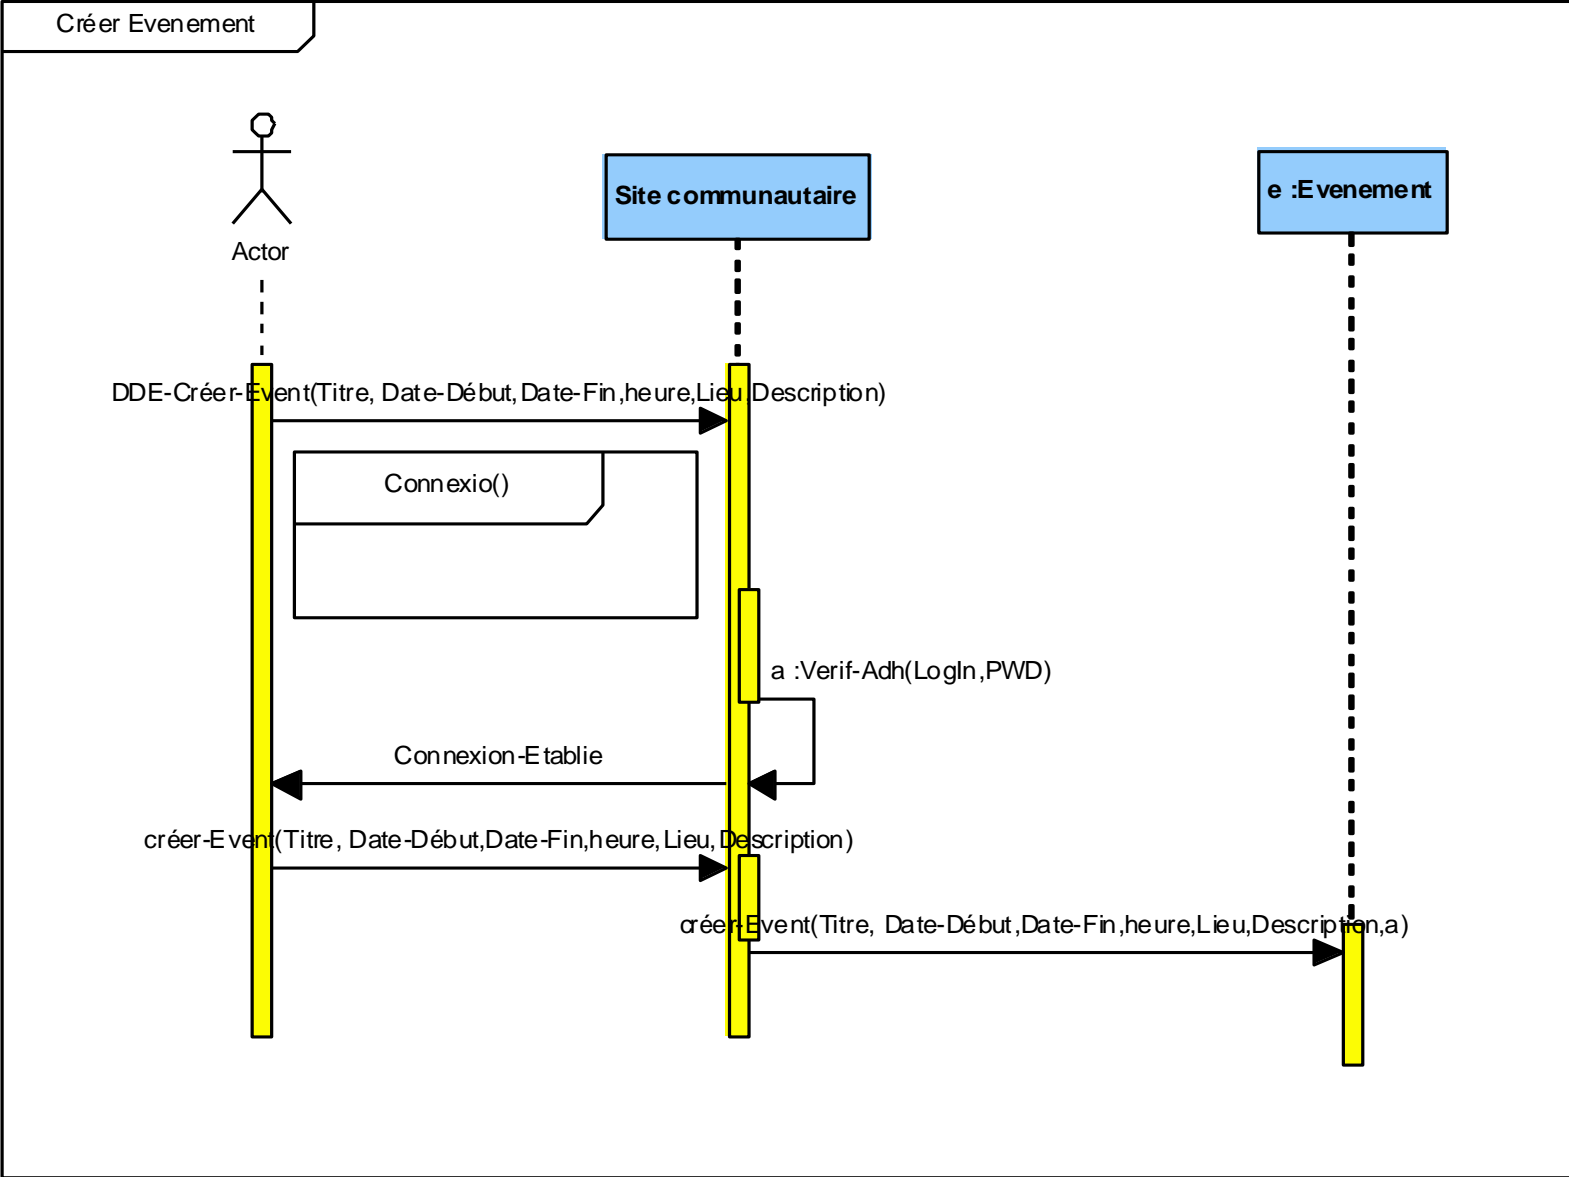 Créer Evenement
Site communautaire
e :Evenement
Actor
DDE-Créer-Event(Titre, Date-Début,Date-Fin,heure,Lieu,Description)
Connexio()
a :Verif-Adh(LogIn,PWD)
Connexion-Etablie
créer-Event(Titre, Date-Début,Date-Fin,heure,Lieu,Description)
créer-Event(Titre, Date-Début,Date-Fin,heure,Lieu,Description,a)